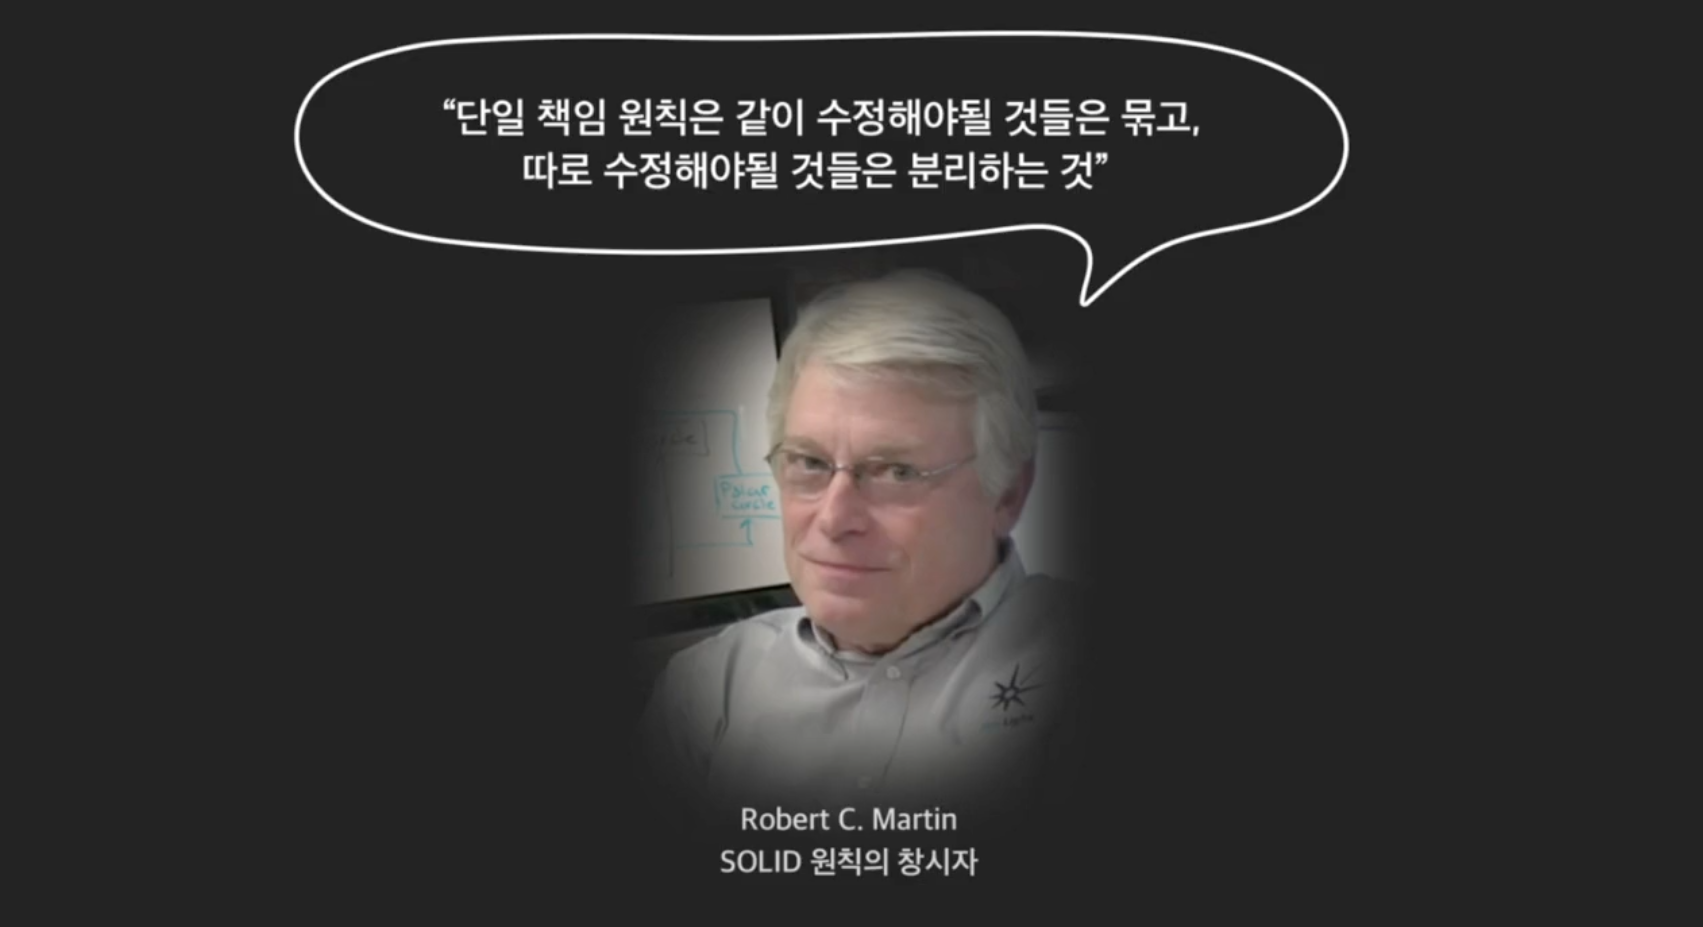 “단일 책임 원칙은 같이 수정해야될 것들은 묶고,
따로 수정해야될 것들은 분리하는 것”
Polar
circle
Robert C. Martin
SOLID 원칙의 창시자